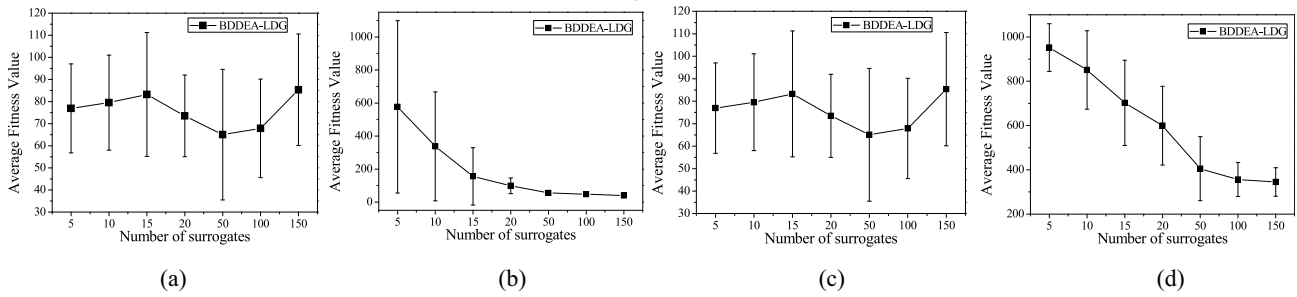 BDDEA-LDG
Average Fitness Value
120
110
100
90
80
70
60
50
40
30
5 10 15 20 50 100 150
Number of surrogates
(a)
BDDEA-LDG
Average Fitness Value
1000
800
600
400
200
0
5 10 15 20 50 100 150
Number of surrogates
(b)
BDDEA-LDG
Average Fitness Value
120
110
100
90
80
70
60
50
40
30
5 10 15 20 50 100 150
Number of surrogates
(c)
BDDEA-LDG
Average Fitness Value
1000
800
600
400
200
5 10 15 20 50 100 150
Number of surrogates
(d)